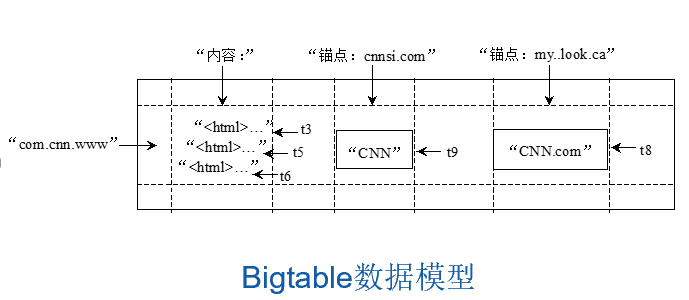 “内容：” “锚点：cnnsi.com” “锚点：my..look.ca”
“<html>…” t3
“com.cnn.www” “<html>…” t5 “CNN” t9 “CNN.com” t8
“<html>…” t6
Bigtable数据模型